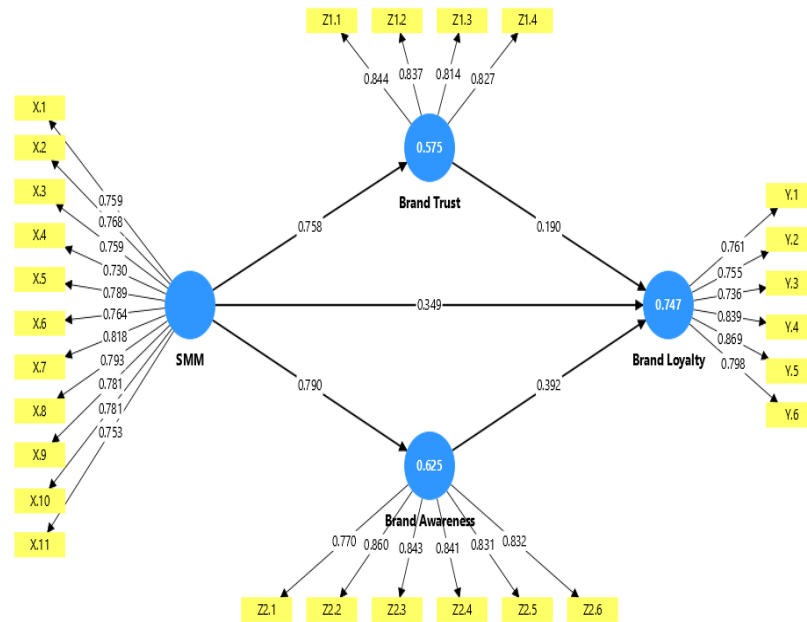 Z1.1 Z1.2 Z1.3 Z1.4
0.844 0.837 0.814 0.827
0.575
Brand Trust
X.1
X.2
X.3
X.4
X.5
X.6
X.7
X.8
X.9
X.10
X.11
0.759
0.768
0.759
0.730
0.789
0.764
0.818
0.793
0.781
0.781
0.753
SMM
0.758
0.190
0.349
0.790
0.392
0.747
Brand Loyalty
0.761
0.755
0.736
0.839
0.869
0.798
Y.1
Y.2
Y.3
Y.4
Y.5
Y.6
0.625
Brand Awareness
0.770 0.860 0.843 0.841 0.831 0.832
Z2.1 Z2.2 Z2.3 Z2.4 Z2.5 Z2.6